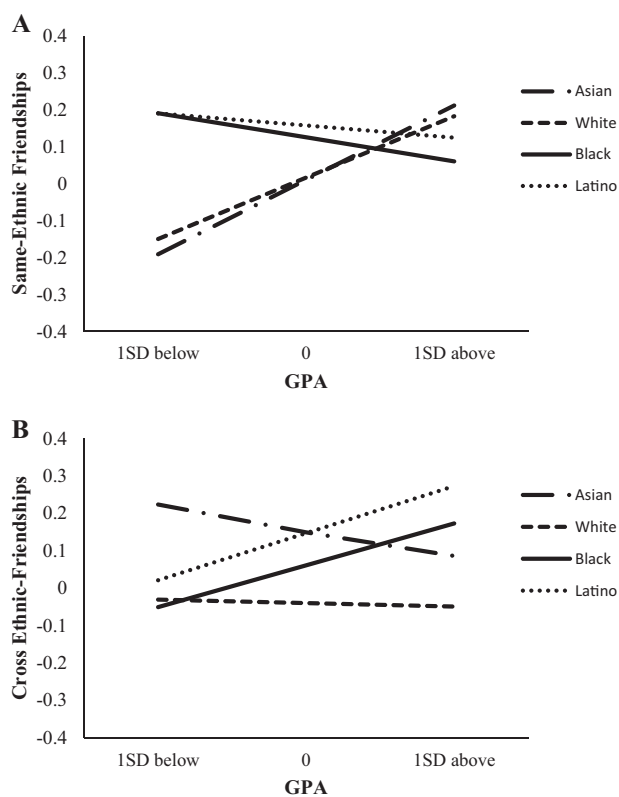 A
0.4
0.3
0.2
0.1
0
-0.1
-0.2
-0.3
-0.4
Same-Ethnic Friendships
1SD below 0 1SD above
GPA
Asian
White
Black
Latino
B
0.4
0.3
0.2
0.1
0
-0.1
-0.2
-0.3
-0.4
Cross Ethnic-Friendships
1SD below 0 1SD above
GPA
Asian
White
Black
Latino